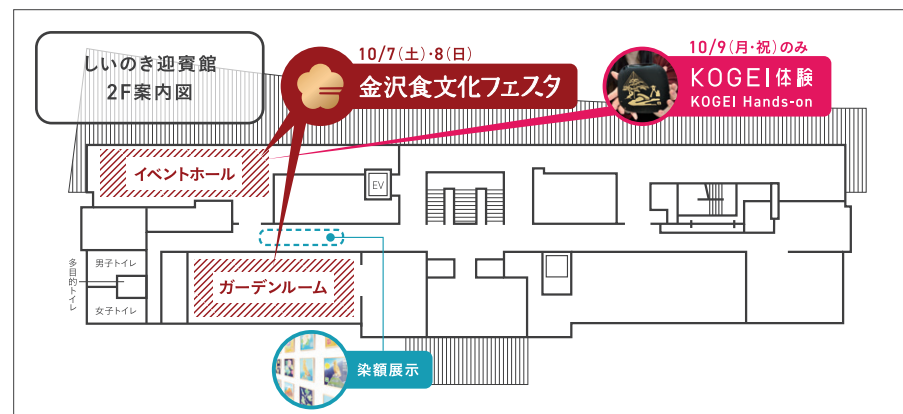 しいのき迎賓館
2F案内図
10/7(土)・8(日)
金沢食文化フェスタ
10/9(月・祝)のみ
KOGEI体験
KOGEI Hands-on
イベントホール
EV
男子トイレ
多目的トイレ
女子トイレ
ガーデンルーム
染額展示